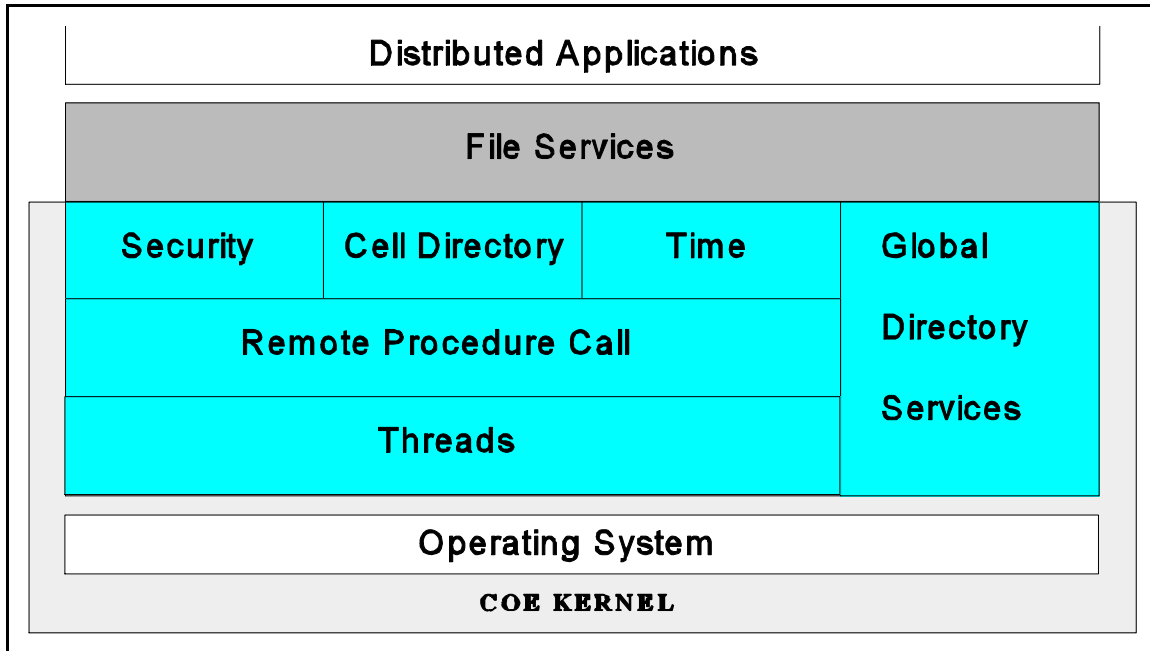 Distributed Applications
File Services
Security
Cell Directory
Time
Global
Directory
Services
Remote Procedure Call
Threads
Operating System
COE KERNEL